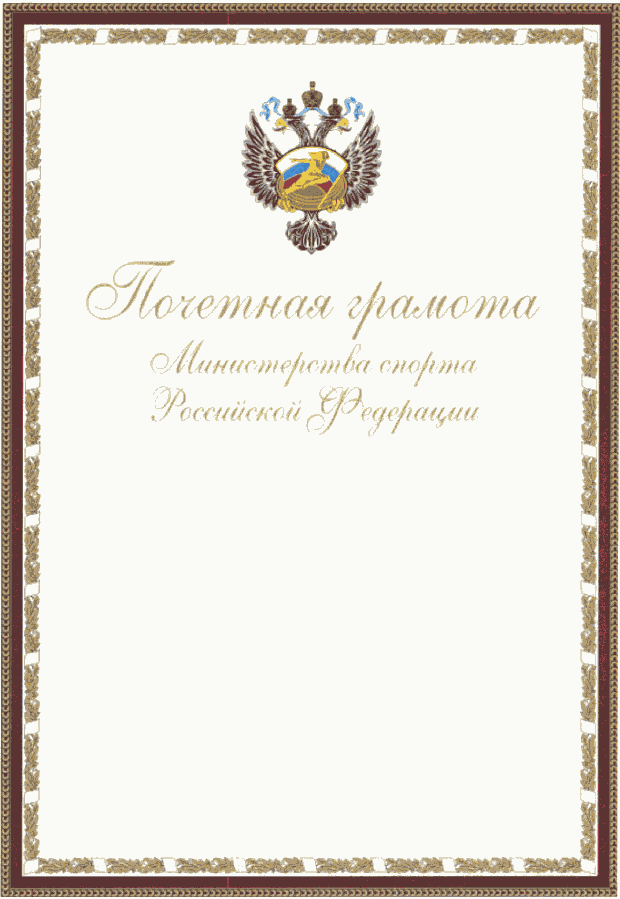 Почетная грамота
Министерства спорта
Российской Федерации